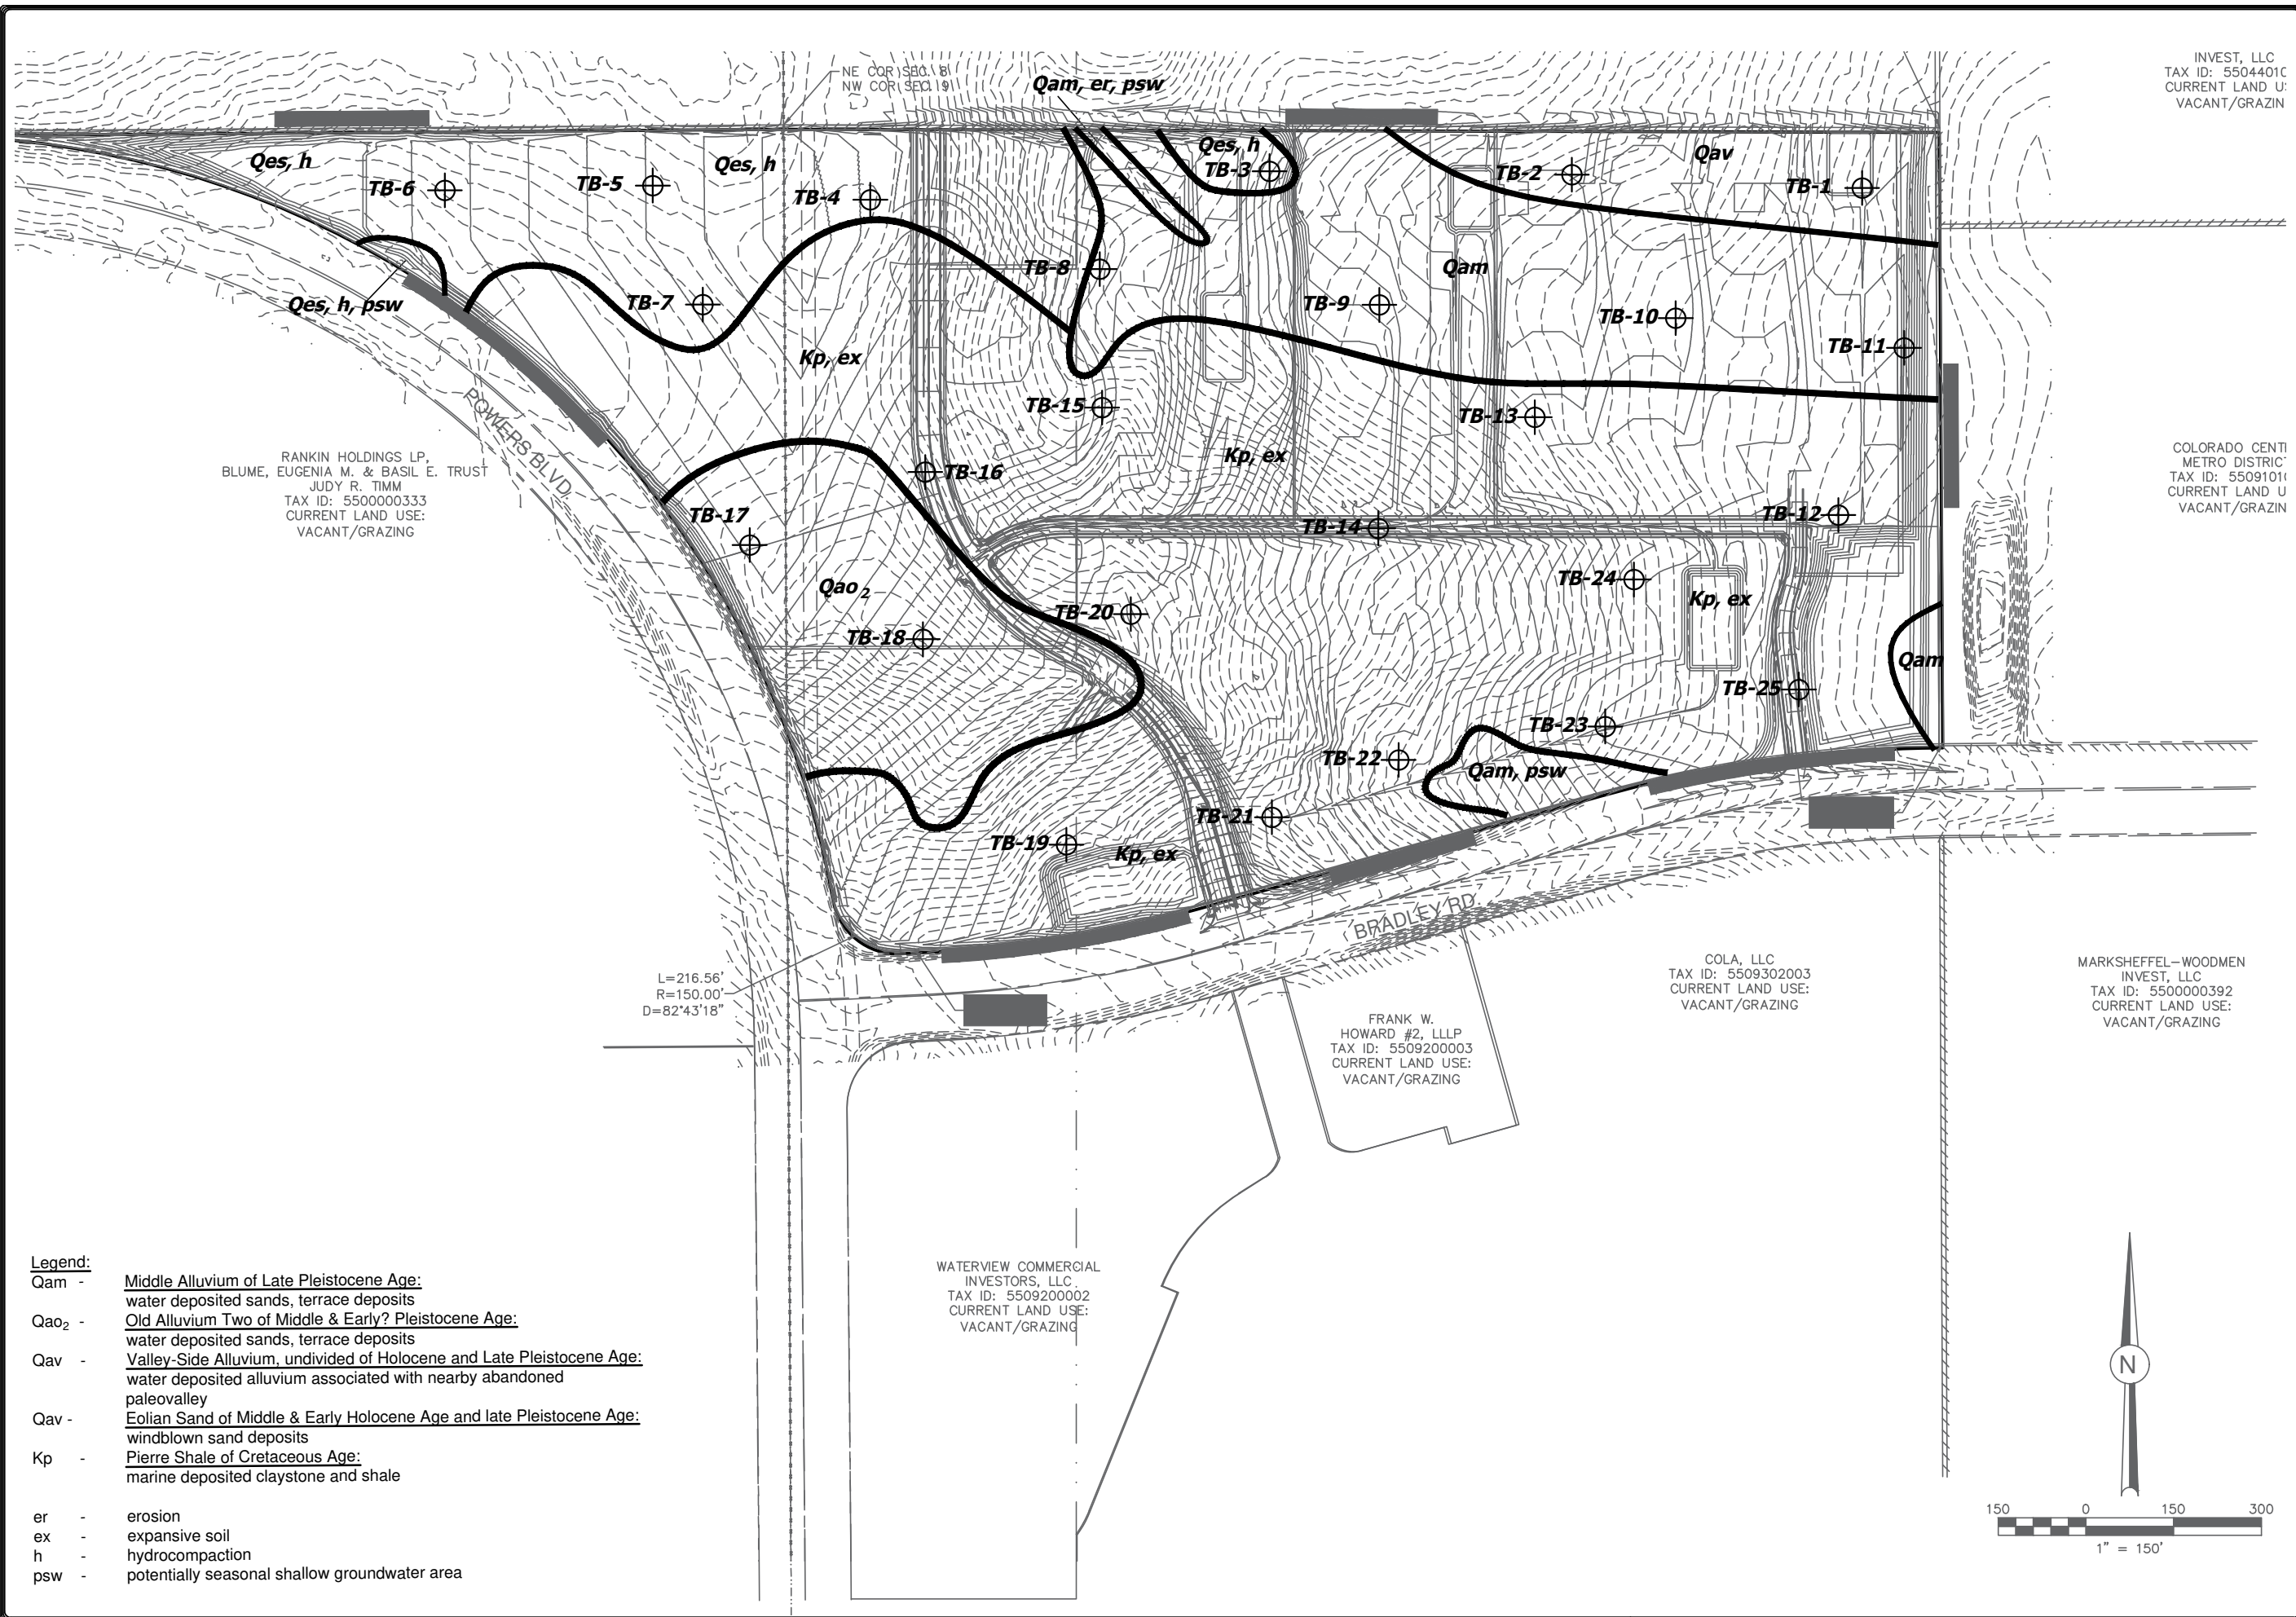 NE COR SEC. 8
NW COR SEC. 9
Qam, er, psw
INVEST, LLC
TAX ID: 55044010
CURRENT LAND U
VACANT/GRAZIN
Qes, h
TB-6
TB-5
Qes, h
TB-4
Qes, h
TB-3
TB-2
Qav
TB-1
Qes, h, psw
TB-7
TB-8
TB-9
Qam
TB-10
TB-11
Kp, ex
POWERS BLVD
TB-15
TB-13
RANKIN HOLDINGS LP,
BLUME, EUGENIA M. & BASIL E. TRUST
JUDY R. TIMM
TAX ID: 5500000333
CURRENT LAND USE:
VACANT/GRAZING
TB-16
Kp, ex
COLORADO CENT
METRO DISTRIC
TAX ID: 5509101
CURRENT LAND U
VACANT/GRAZIN
TB-17
TB-14
TB-12
Qao 2
TB-24
Kp, ex
TB-20
TB-18
Qam
TB-25
TB-23
TB-22
Qam, psw
TB-21
TB-19
Kp, ex
BRADLEY RD.
L=216.56'
R=150.00'
D=82°43'18"
COLA, LLC
TAX ID: 5509302003
CURRENT LAND USE:
VACANT/GRAZING
MARKSHEFFEL-WOODMEN
INVEST, LLC
TAX ID: 5500000392
CURRENT LAND USE:
VACANT/GRAZING
FRANK W.
HOWARD #2, LLLP
TAX ID: 5509200003
CURRENT LAND USE:
VACANT/GRAZING
WATERVIEW COMMERCIAL
INVESTORS, LLC
TAX ID: 5509200002
CURRENT LAND USE:
VACANT/GRAZING
Legend:
Qam - Middle Alluvium of Late Pleistocene Age:
water deposited sands, terrace deposits
Qao2 - Old Alluvium Two of Middle & Early? Pleistocene Age:
water deposited sands, terrace deposits
Qav - Valley-Side Alluvium, undivided of Holocene and Late Pleistocene Age:
water deposited alluvium associated with nearby abandoned
paleovalley
Qav - Eolian Sand of Middle & Early Holocene Age and late Pleistocene Age:
windblown sand deposits
Kp - Pierre Shale of Cretaceous Age:
marine deposited claystone and shale
er - erosion
ex - expansive soil
h - hydrocompaction
psw - potentially seasonal shallow groundwater area
N
150 0 150 300
1" = 150'